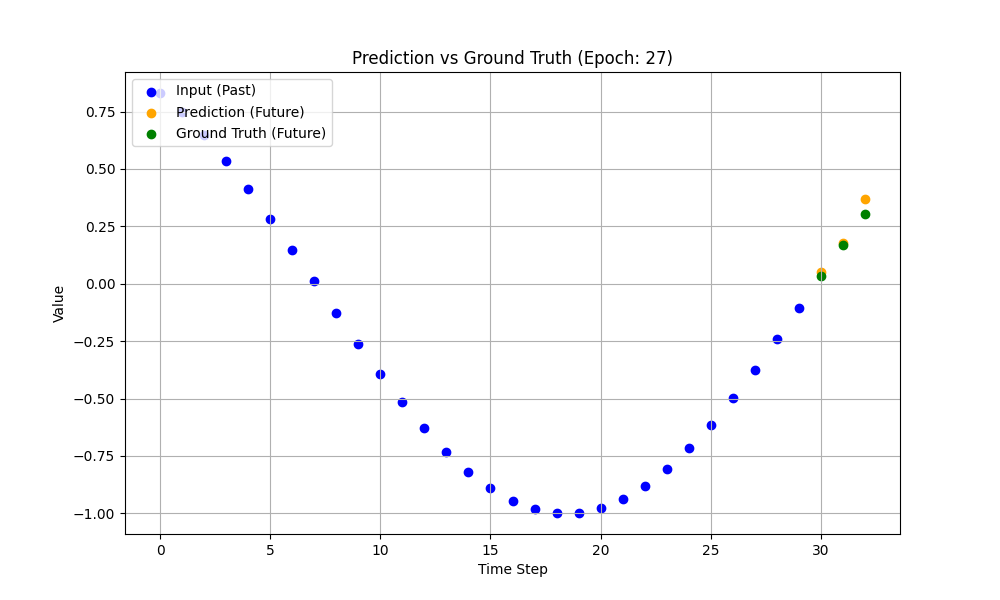 Prediction vs Ground Truth (Epoch: 27)
Input (Past)
Prediction (Future)
Ground Truth (Future)
Value
0.75
0.50
0.25
0.00
−0.25
−0.50
−0.75
−1.00
0 5 10 15 20 25 30
Time Step